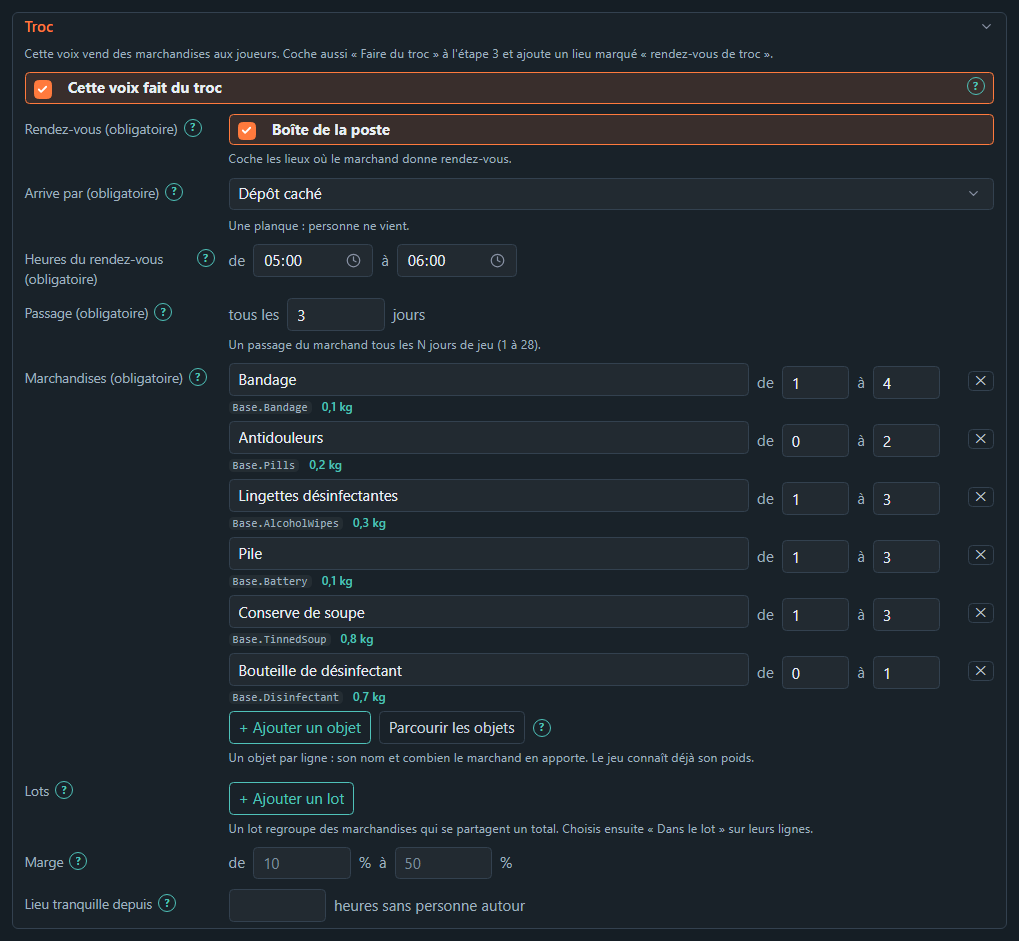 Troc
Cette voix vend des marchandises aux joueurs. Coche aussi « Faire du troc » à l'étape 3 et ajoute un lieu marqué « rendez-vous de troc ».
Cette voix fait du troc ?
Rendez-vous (obligatoire) ? Boîte de la poste
Coche les lieux où le marchand donne rendez-vous.
Arrive par (obligatoire) ? Dépôt caché
Une planque : personne ne vient.
Heures du rendez-vous (obligatoire) ? de 05:00 à 06:00
Passage (obligatoire) ? tous les 3 jours
Un passage du marchand tous les N jours de jeu (1 à 28).
Marchandises (obligatoire) ? Bandage de 1 à 4
Base.Bandage 0,1 kg
Antidouleurs de 0 à 2
Base.Pills 0,2 kg
Lingettes désinfectantes de 1 à 3
Base.AlcoholWipes 0,3 kg
Pile de 1 à 3
Base.Battery 0,1 kg
Conserve de soupe de 1 à 3
Base.TinnedSoup 0,8 kg
Bouteille de désinfectant de 0 à 1
Base.Disinfectant 0,7 kg
+ Ajouter un objet Parcourir les objets ?
Un objet par ligne : son nom et combien le marchand en apporte. Le jeu connaît déjà son poids.
Lots ? + Ajouter un lot
Un lot regroupe des marchandises qui se partagent un total. Choisis ensuite « Dans le lot » sur leurs lignes.
Marge ? de 10 % à 50 %
Lieu tranquille depuis ? heures sans personne autour